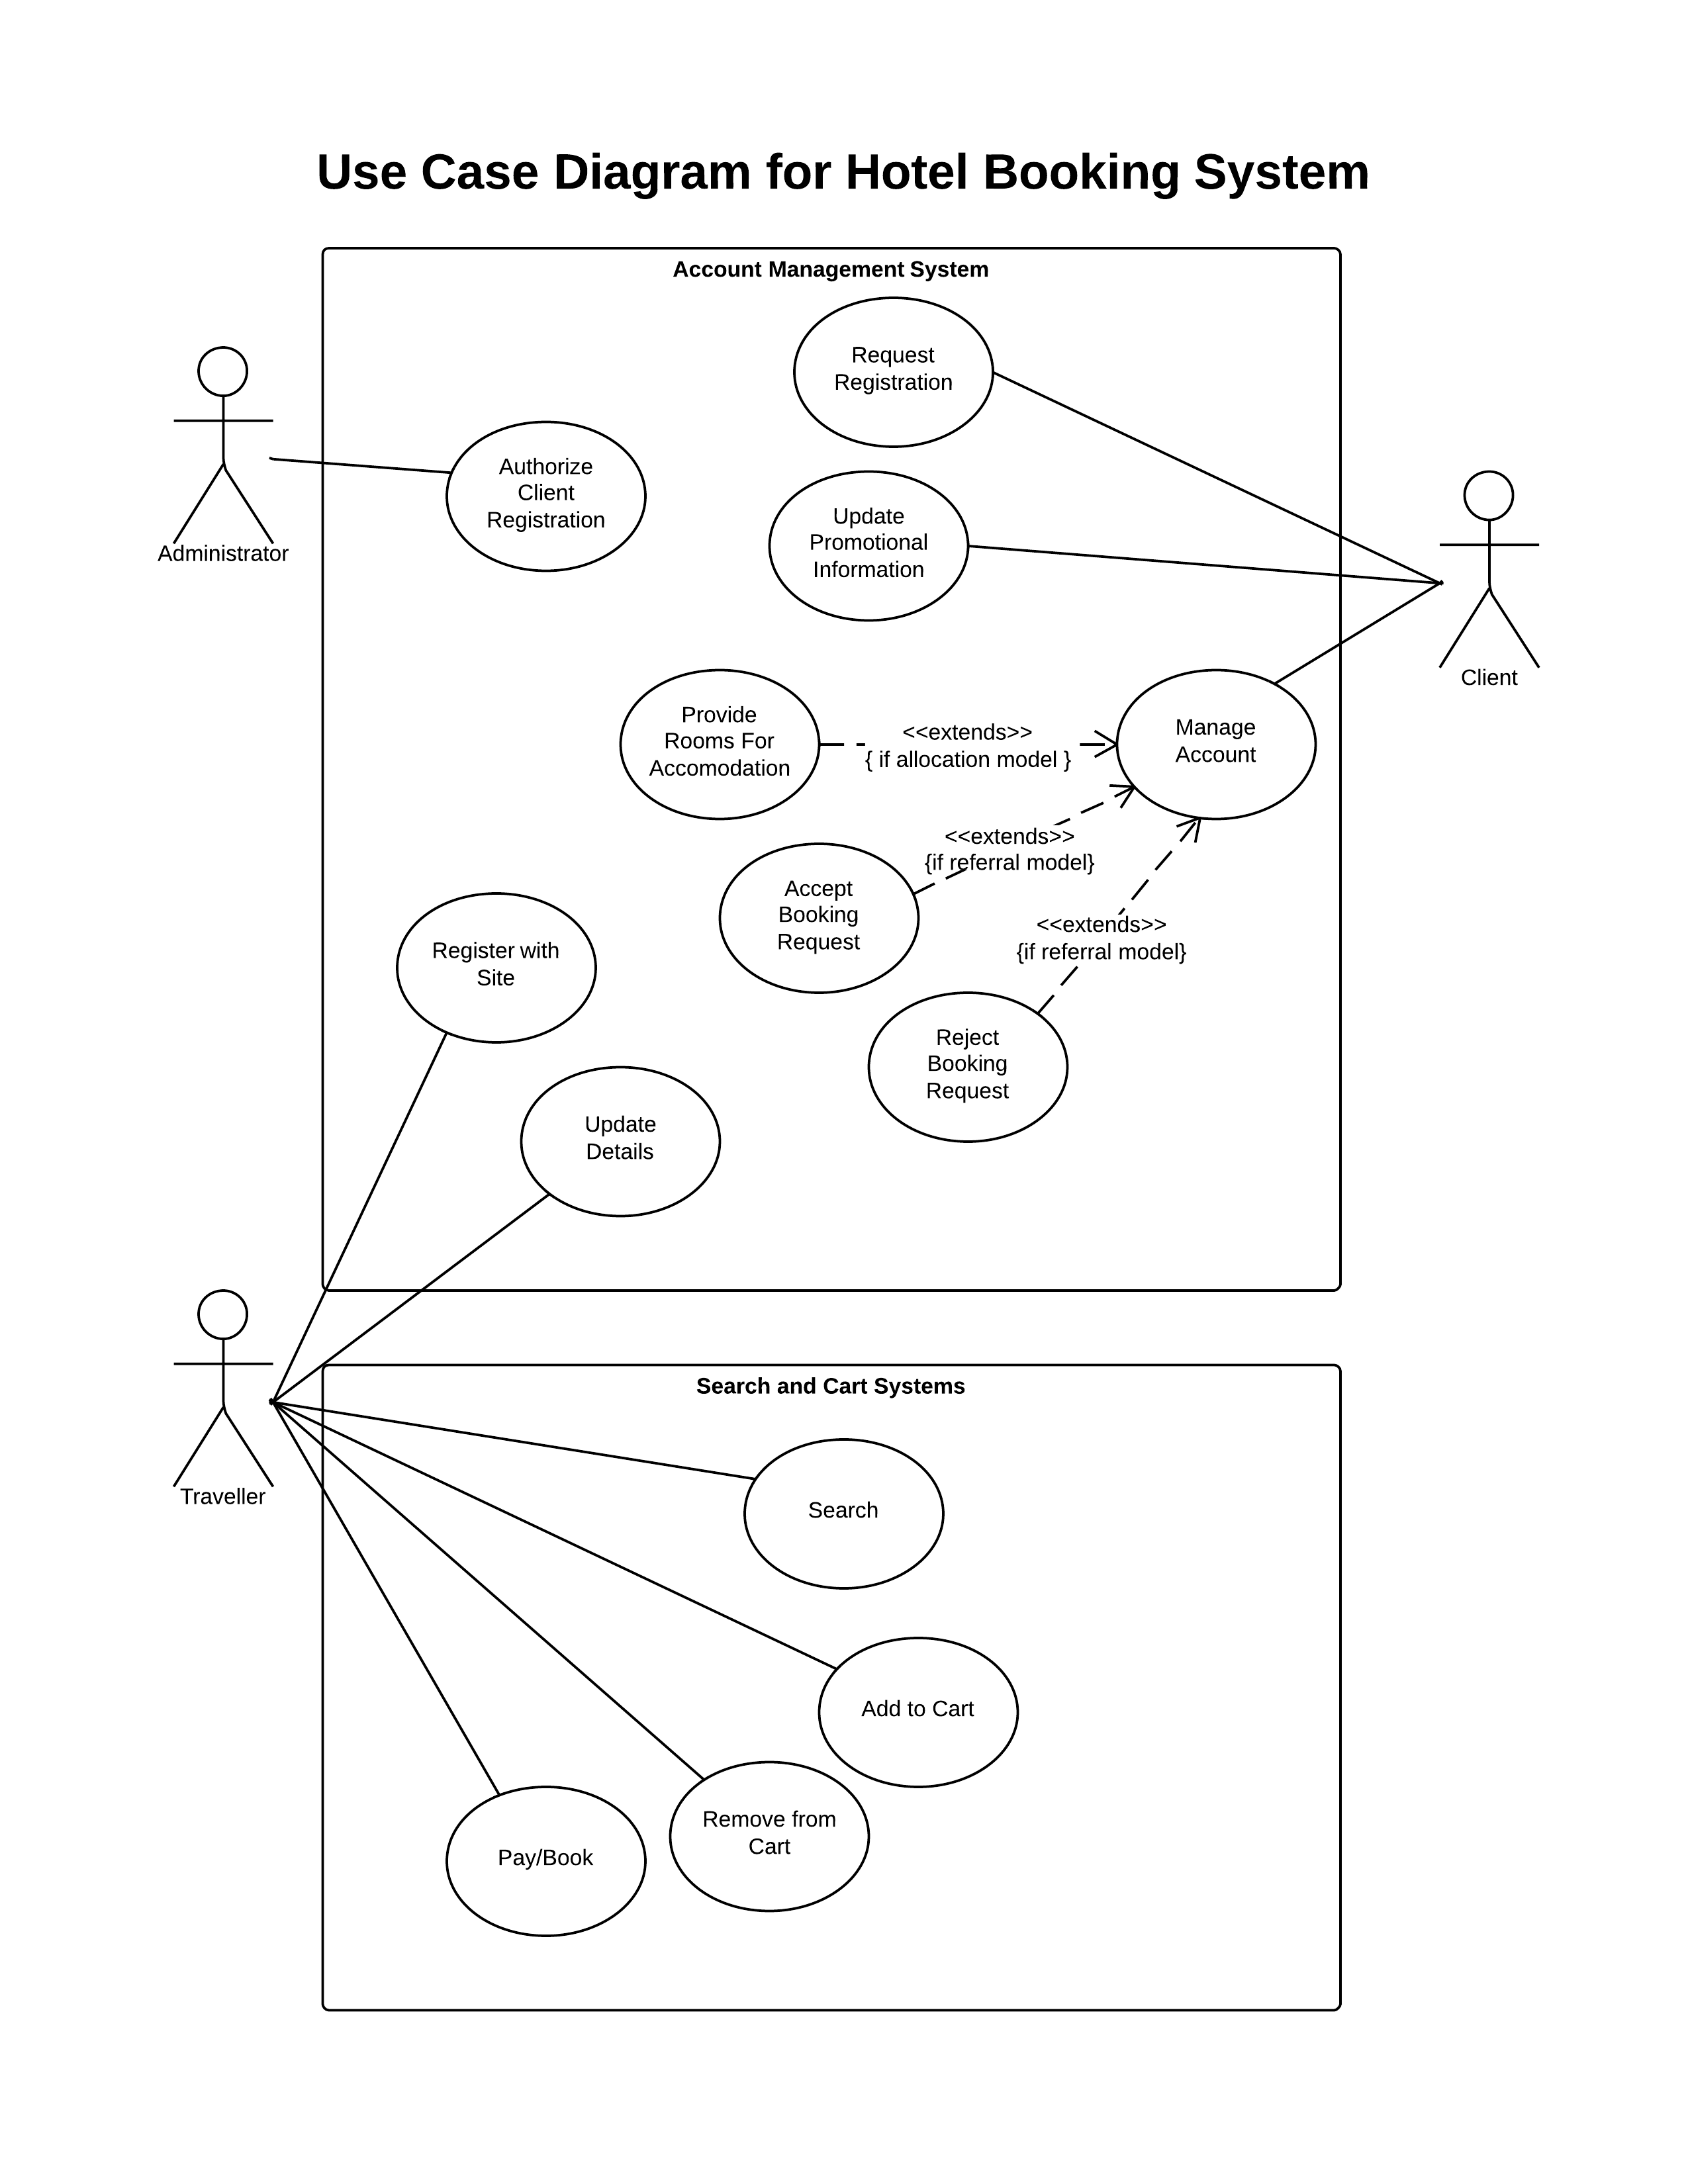 Use Case Diagram for Hotel Booking System
Account Management System
Request
Registration
Authorize
Client
Registration
Administrator
Update
Promotional
Information
Client
Provide
Rooms For
Accomodation
<<extends>>
{ if allocation model }
Manage
Account
<<extends>>
{if referral model}
Accept
Booking
Request
<<extends>>
{if referral model}
Register with
Site
Reject
Booking
Request
Update
Details
Traveller
Search and Cart Systems
Search
Add to Cart
Remove from
Cart
Pay/Book